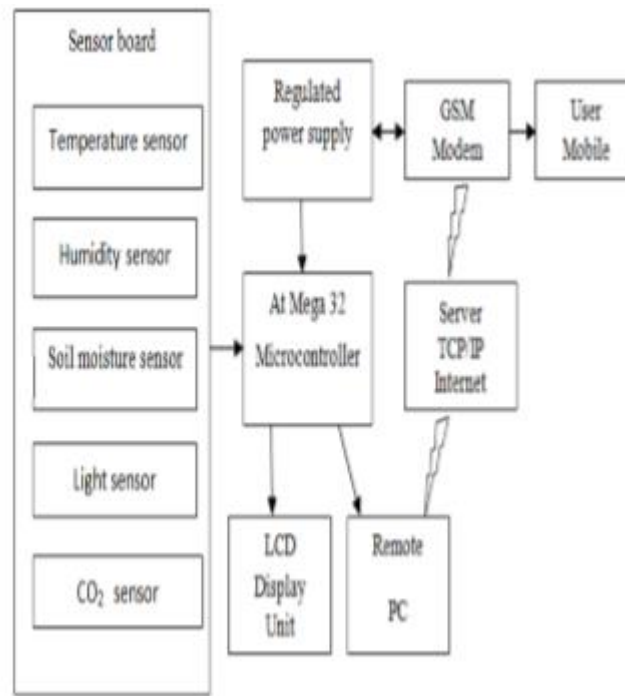 Sensor board
Temperature sensor
Humidity sensor
Soil moisture sensor
Light sensor
CO₂ sensor
Regulated
power supply
GSM
Modem
User
Mobile
At Mega 32
Microcontroller
Server
TCP/IP
Internet
LCD
Display
Unit
Remote
PC